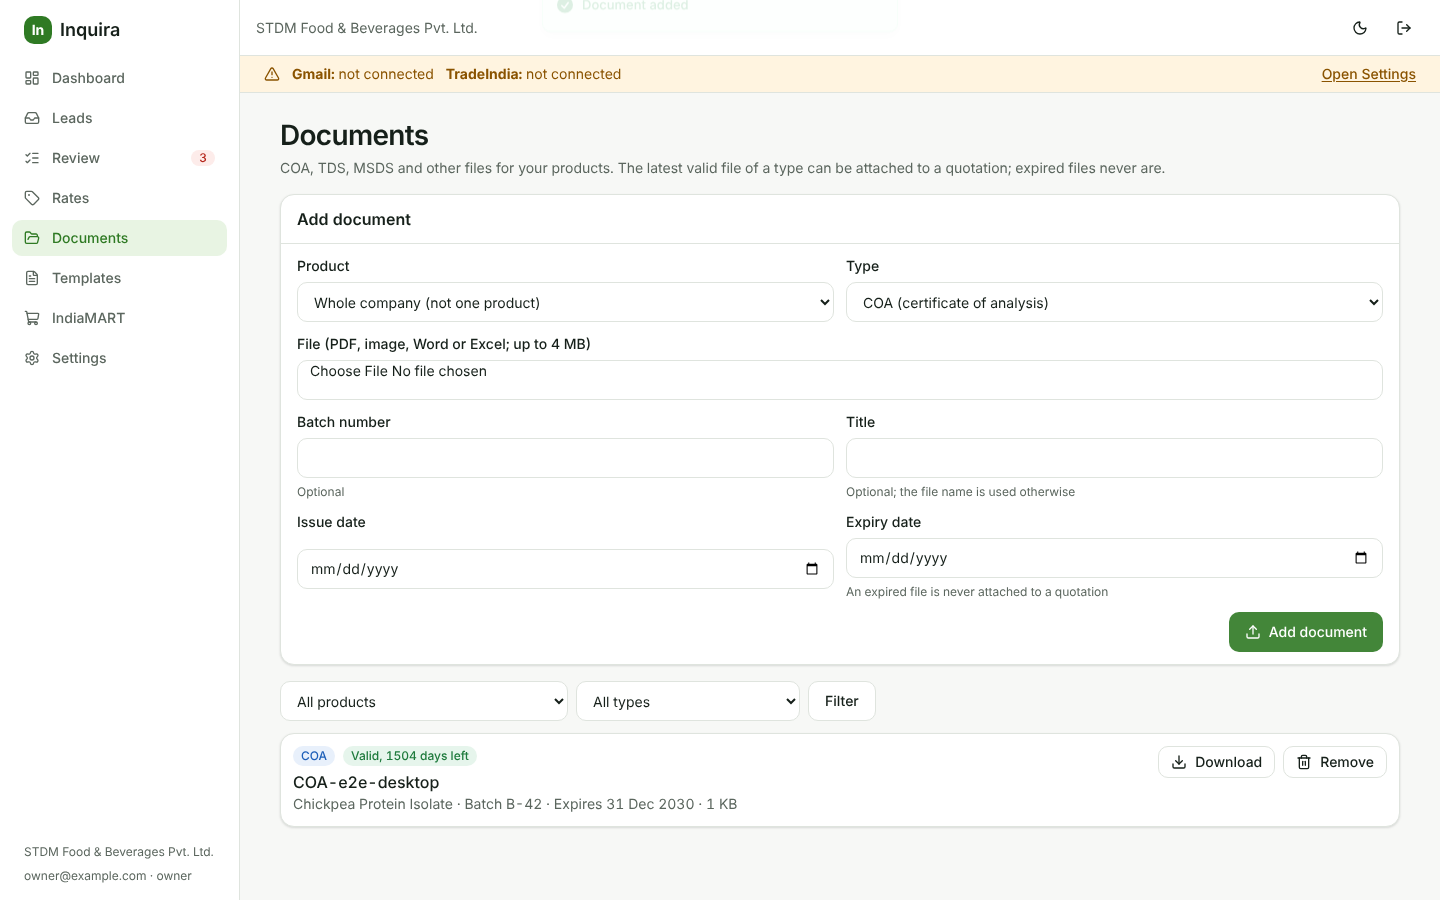 In Inquira
Dashboard
Leads
Review 3
Rates
Documents
Templates
IndiaMART
Settings
STDM Food & Beverages Pvt. Ltd.
owner@example.com · owner
Document added
STDM Food & Beverages Pvt. Ltd.
Gmail: not connected TradeIndia: not connected
Open Settings
Documents
COA, TDS, MSDS and other files for your products. The latest valid file of a type can be attached to a quotation; expired files never are.
Add document
Product
Whole company (not one product)
Type
COA (certificate of analysis)
File (PDF, image, Word or Excel; up to 4 MB)
Choose File No file chosen
Batch number
Optional
Title
Optional; the file name is used otherwise
Issue date
mm/dd/yyyy
Expiry date
mm/dd/yyyy
An expired file is never attached to a quotation
Add document
All products
All types
Filter
COA Valid, 1504 days left
COA-e2e-desktop
Chickpea Protein Isolate · Batch B-42 · Expires 31 Dec 2030 · 1 KB
Download
Remove